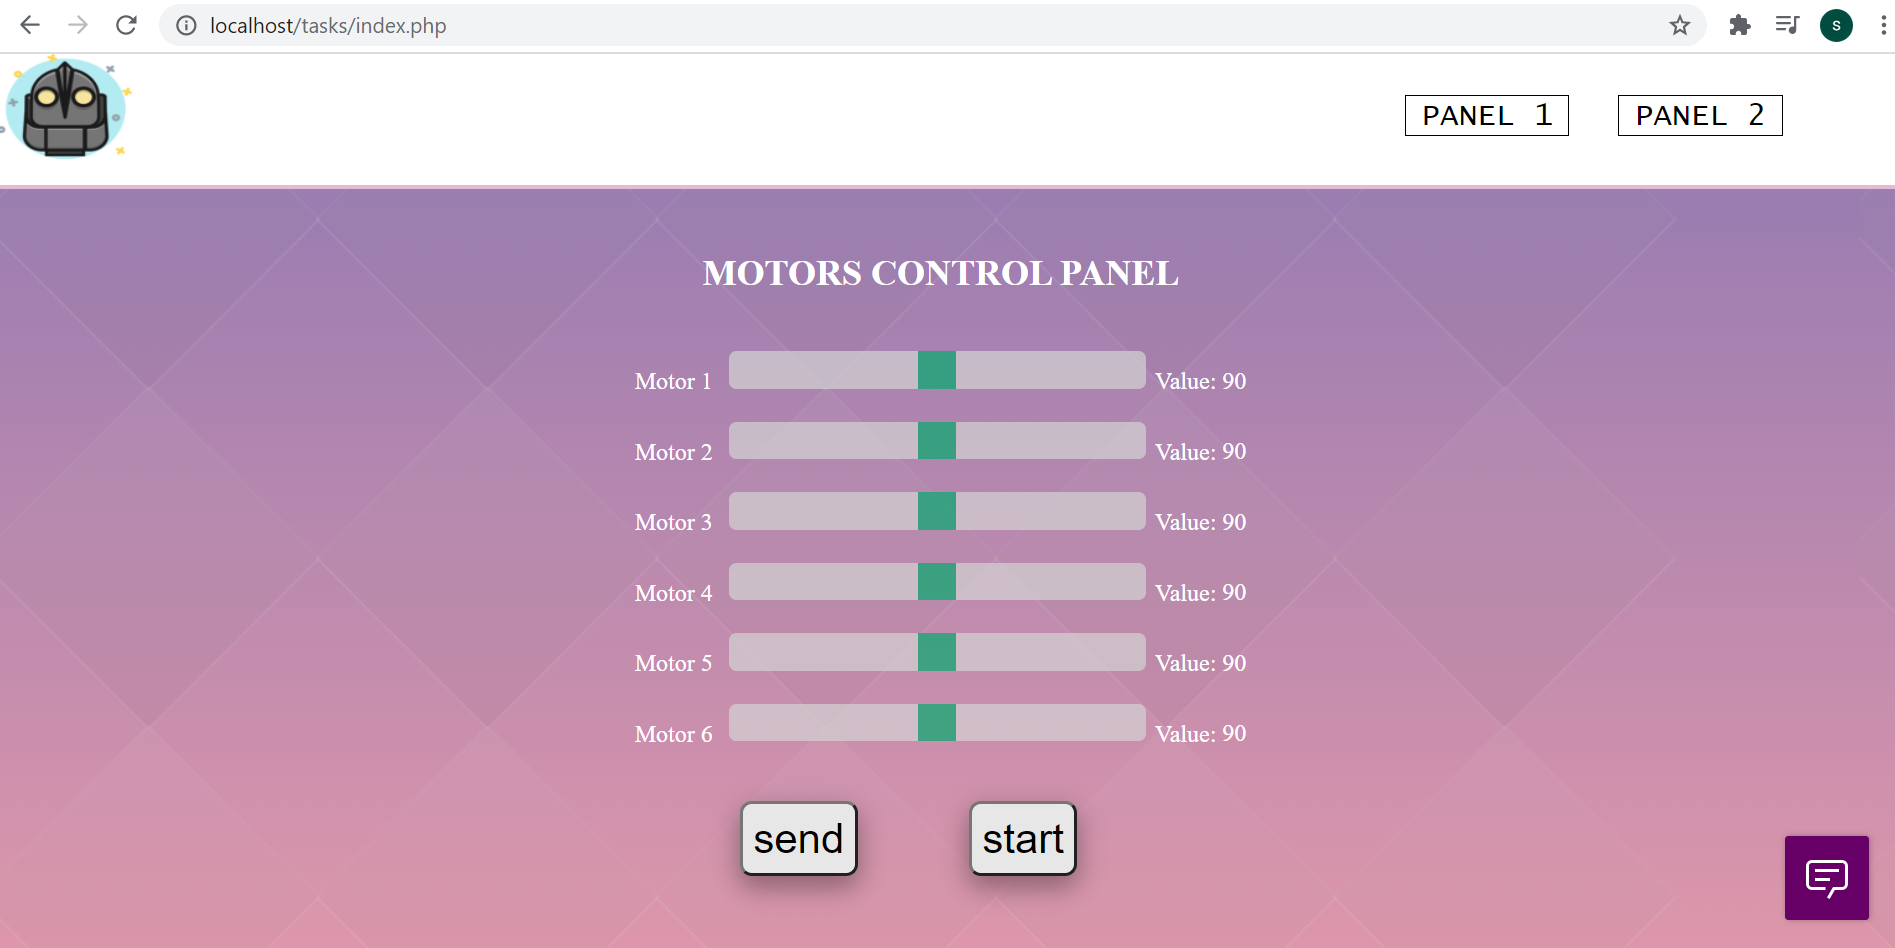 localhost/tasks/index.php
S
PANEL 1 PANEL 2
MOTORS CONTROL PANEL
Motor 1 Value: 90
Motor 2 Value: 90
Motor 3 Value: 90
Motor 4 Value: 90
Motor 5 Value: 90
Motor 6 Value: 90
send start